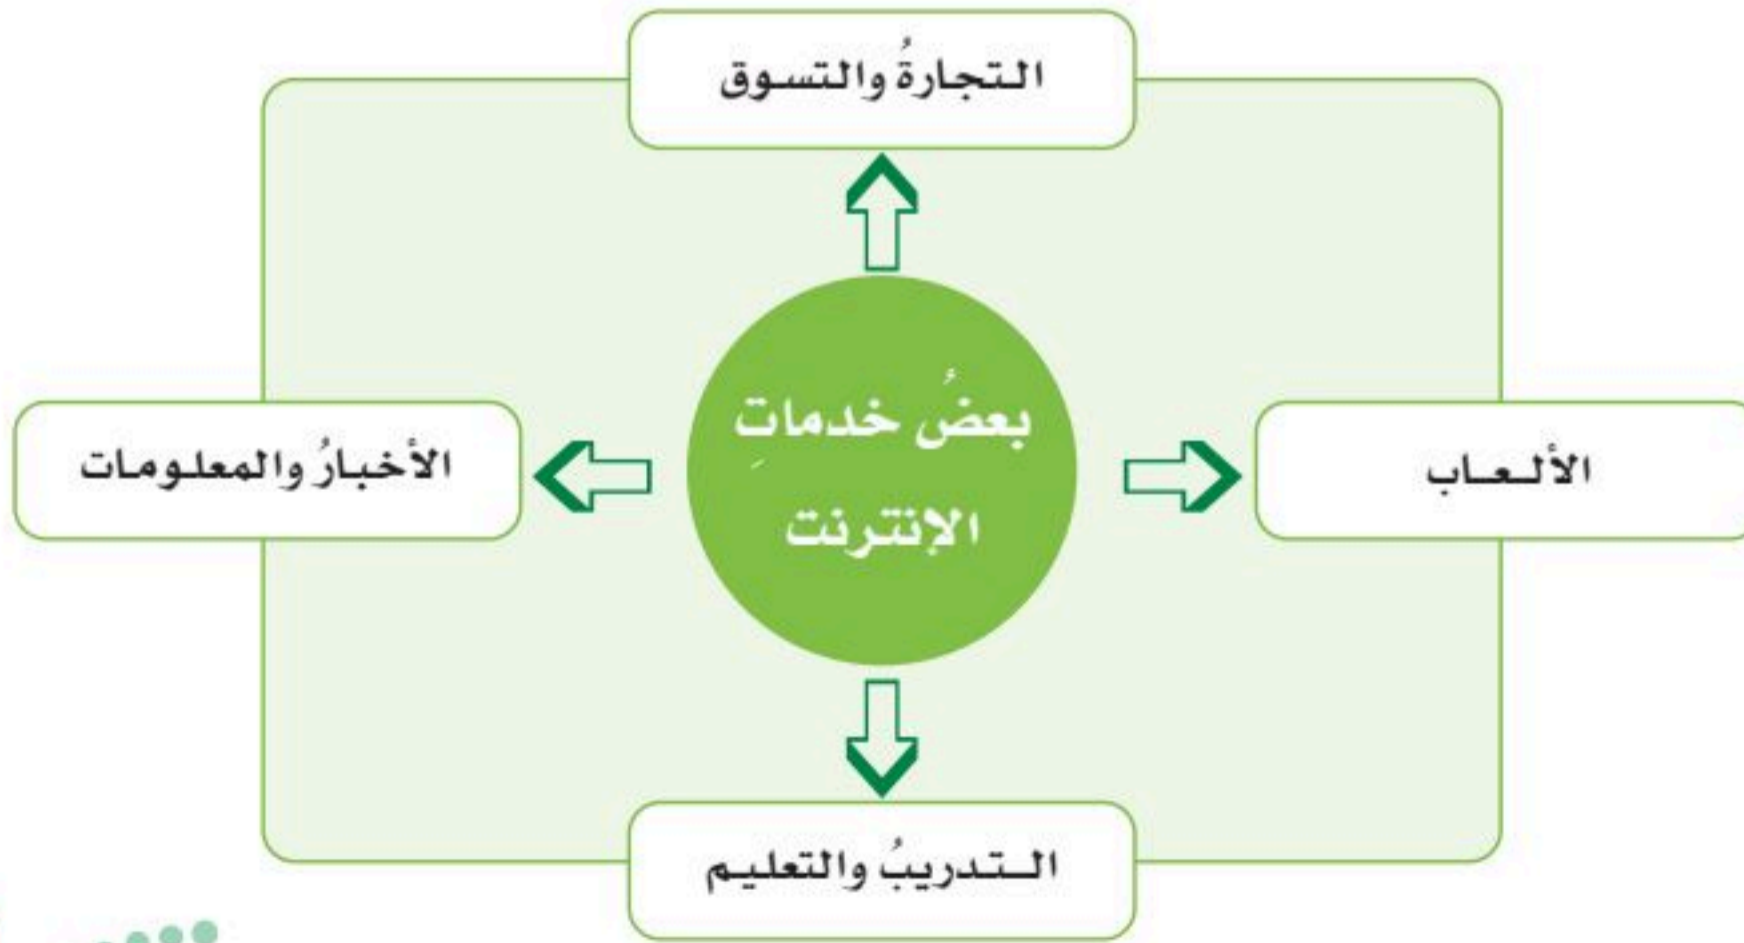 التجارةُ والتسوق
بعضُ خدماتِ
الإنترنت
الألعاب
الأخبارُ والمعلومات
التدريبُ والتعليم